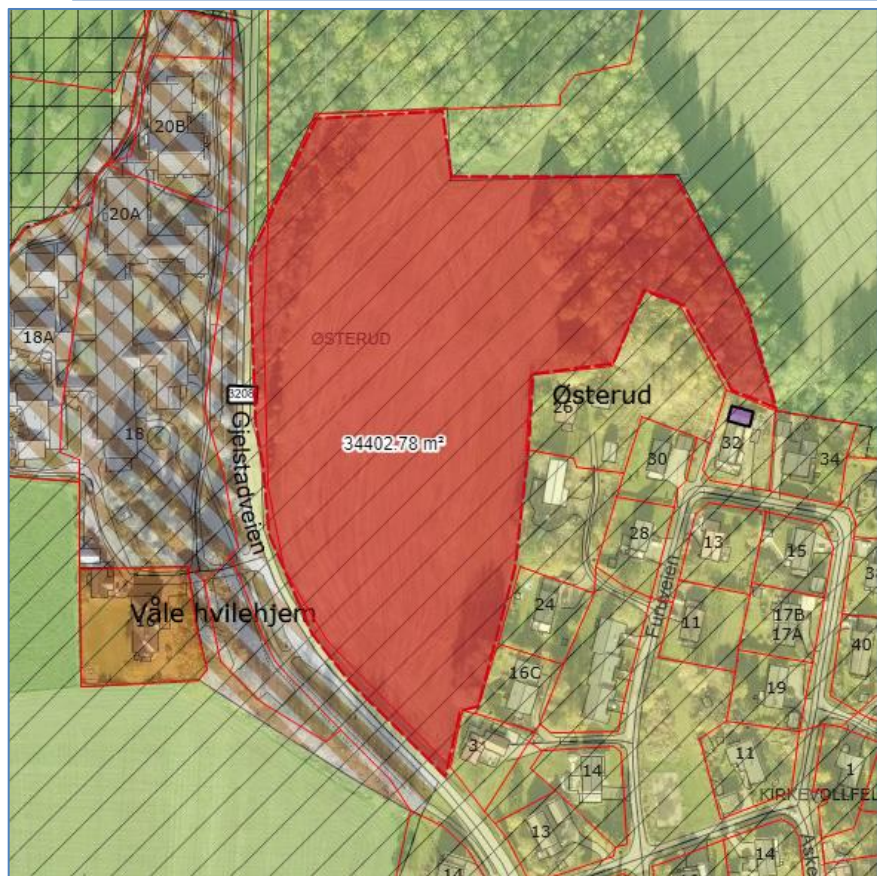 20B
20A
18A
ØSTERUD
3208
Gjelstadveien
18
34402.78 m²
Østerud
26
32
30
34
28
13
15
Våle hvilehjem
24
Furuveien
11
17B
17A
40
16C
19
3
14
11
1
KIRKEVOLLFEL
13
14
14
Aske